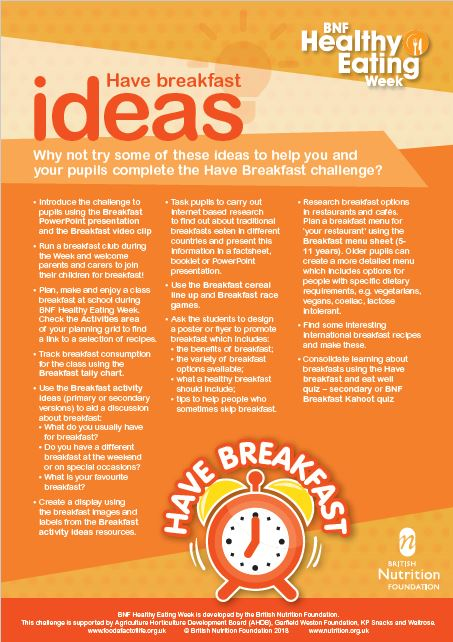 BNF
Healthy
Eating
Week
Have breakfast
ideas
Why not try some of these ideas to help you and
your pupils complete the Have Breakfast challenge?
• Introduce the challenge to
pupils using the Breakfast
PowerPoint presentation
and the Breakfast video clip
• Run a breakfast club during
the Week and welcome
parents and carers to join
their children for breakfast!
• Plan, make and enjoy a class
breakfast at school during
BNF Healthy Eating Week.
Check the Activities area
of your planning grid to find
a link to a selection of recipes.
• Track breakfast consumption
for the class using the
Breakfast tally chart.
• Use the Breakfast activity
ideas (primary or secondary
versions) to aid a discussion
about breakfast:
• What do you usually have
for breakfast?
• Do you have a different
breakfast at the weekend
or on special occasions?
• What is your favourite
breakfast?
• Create a display using
the breakfast images and
labels from the Breakfast
activity ideas resources.
• Task pupils to carry out
Internet based research
to find out about traditional
breakfasts eaten in different
countries and present this
information in a factsheet,
booklet or PowerPoint
presentation.
• Use the Breakfast cereal
line up and Breakfast race
games.
• Ask the students to design
a poster or flyer to promote
breakfast which includes:
• the benefits of breakfast;
• the variety of breakfast
options available;
• what a healthy breakfast
should include;
• tips to help people who
sometimes skip breakfast.
• Research breakfast options
in restaurants and cafés.
Plan a breakfast menu for
'your restaurant' using the
Breakfast menu sheet (5-
11 years). Older pupils can
create a more detailed menu
which includes options for
people with specific dietary
requirements, e.g. vegetarians,
vegans, coeliac, lactose
intolerant.
• Find some interesting
international breakfast recipes
and make these.
• Consolidate learning about
breakfasts using the Have
breakfast and eat well
quiz – secondary or BNF
Breakfast Kahoot quiz
HAVE BREAKFAST
n
BRITISH
Nutrition
FOUNDATION
BNF Healthy Eating Week is developed by the British Nutrition Foundation.
This challenge is supported by Agriculture Horticulture Development Board (AHDB), Garfield Weston Foundation, KP Snacks and Waitrose.
www.foodafactoflife.org.uk © British Nutrition Foundation 2018 www.nutrition.org.uk